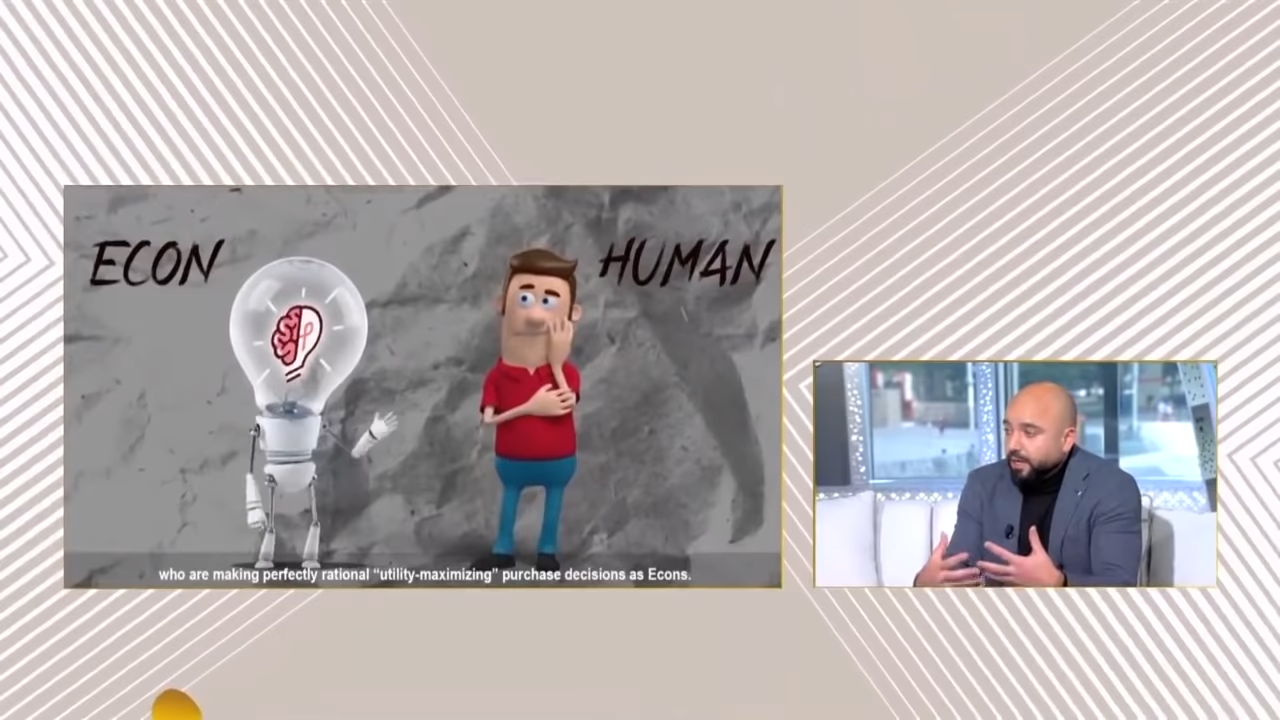 ECON
HUMAN
who are making perfectly rational “utility-maximizing” purchase decisions as Econs.